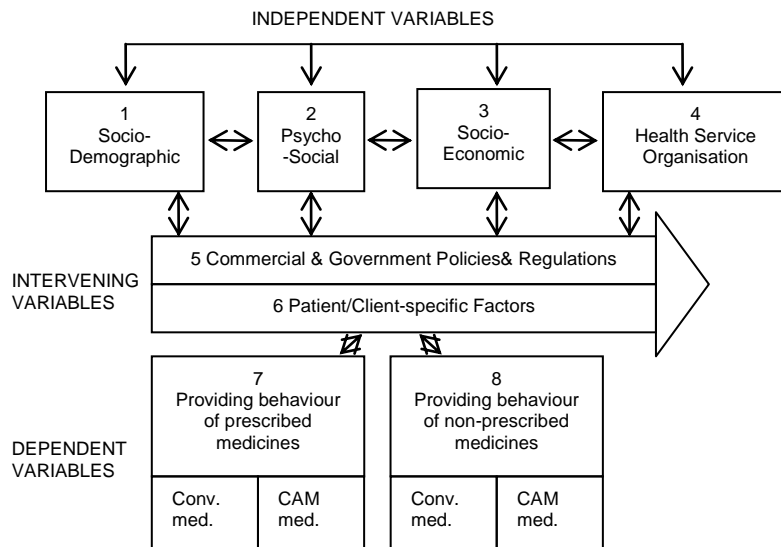 INDEPENDENT VARIABLES
1
Socio-
Demographic
2
Psycho
-Social
3
Socio-
Economic
4
Health Service
Organisation
INTERVENING
VARIABLES
5 Commercial & Government Policies& Regulations
6 Patient/Client-specific Factors
DEPENDENT
VARIABLES
7
Providing behaviour
of prescribed
medicines
8
Providing behaviour
of non-prescribed
medicines
Conv.
med.
CAM
med.
Conv.
med.
CAM
med.